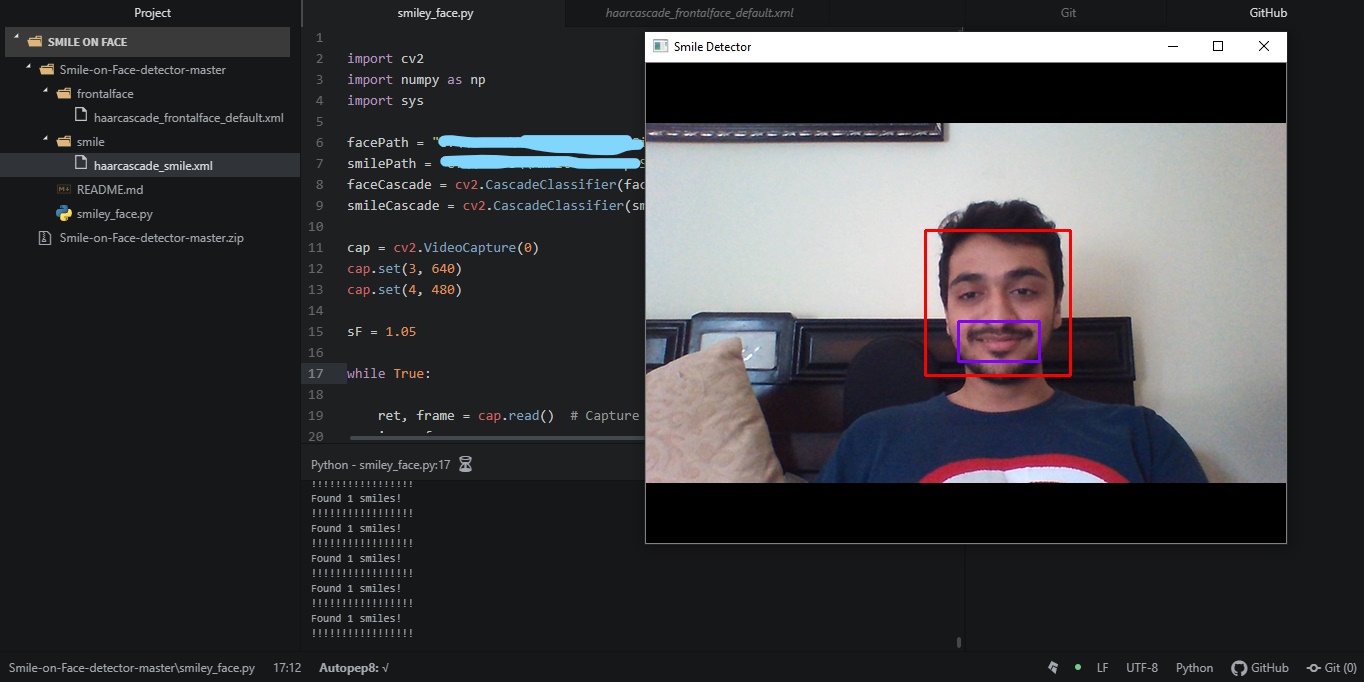 Project
SMILE ON FACE
Smile-on-Face-detector-master
frontalface
haarcascade_frontalface_default.xml
smile
haarcascade_smile.xml
README.md
smiley_face.py
Smile-on-Face-detector-master.zip
smiley_face.py
haarcascade_frontalface_default.xml
Git
GitHub
1
2 import cv2
3 import numpy as np
4 import sys
5
6 facePath = "
7 smilePath =
8 faceCascade = cv2.CascadeClassifier(fac
9 smileCascade = cv2.CascadeClassifier(sm
10
11 cap = cv2.VideoCapture(0)
12 cap.set(3, 640)
13 cap.set(4, 480)
14
15 sF = 1.05
16
17 while True:
18
19 ret, frame = cap.read()  # Capture
20
Smile Detector
Python - smiley_face.py:17
!!!!!!!!!!!!!!!!!
Found 1 smiles!
!!!!!!!!!!!!!!!!!
Found 1 smiles!
!!!!!!!!!!!!!!!!!
Found 1 smiles!
!!!!!!!!!!!!!!!!!
Found 1 smiles!
!!!!!!!!!!!!!!!!!
Found 1 smiles!
!!!!!!!!!!!!!!!!!
Smile-on-Face-detector-master\smiley_face.py 17:12 Autopep8: √ LF UTF-8 Python GitHub Git (0)